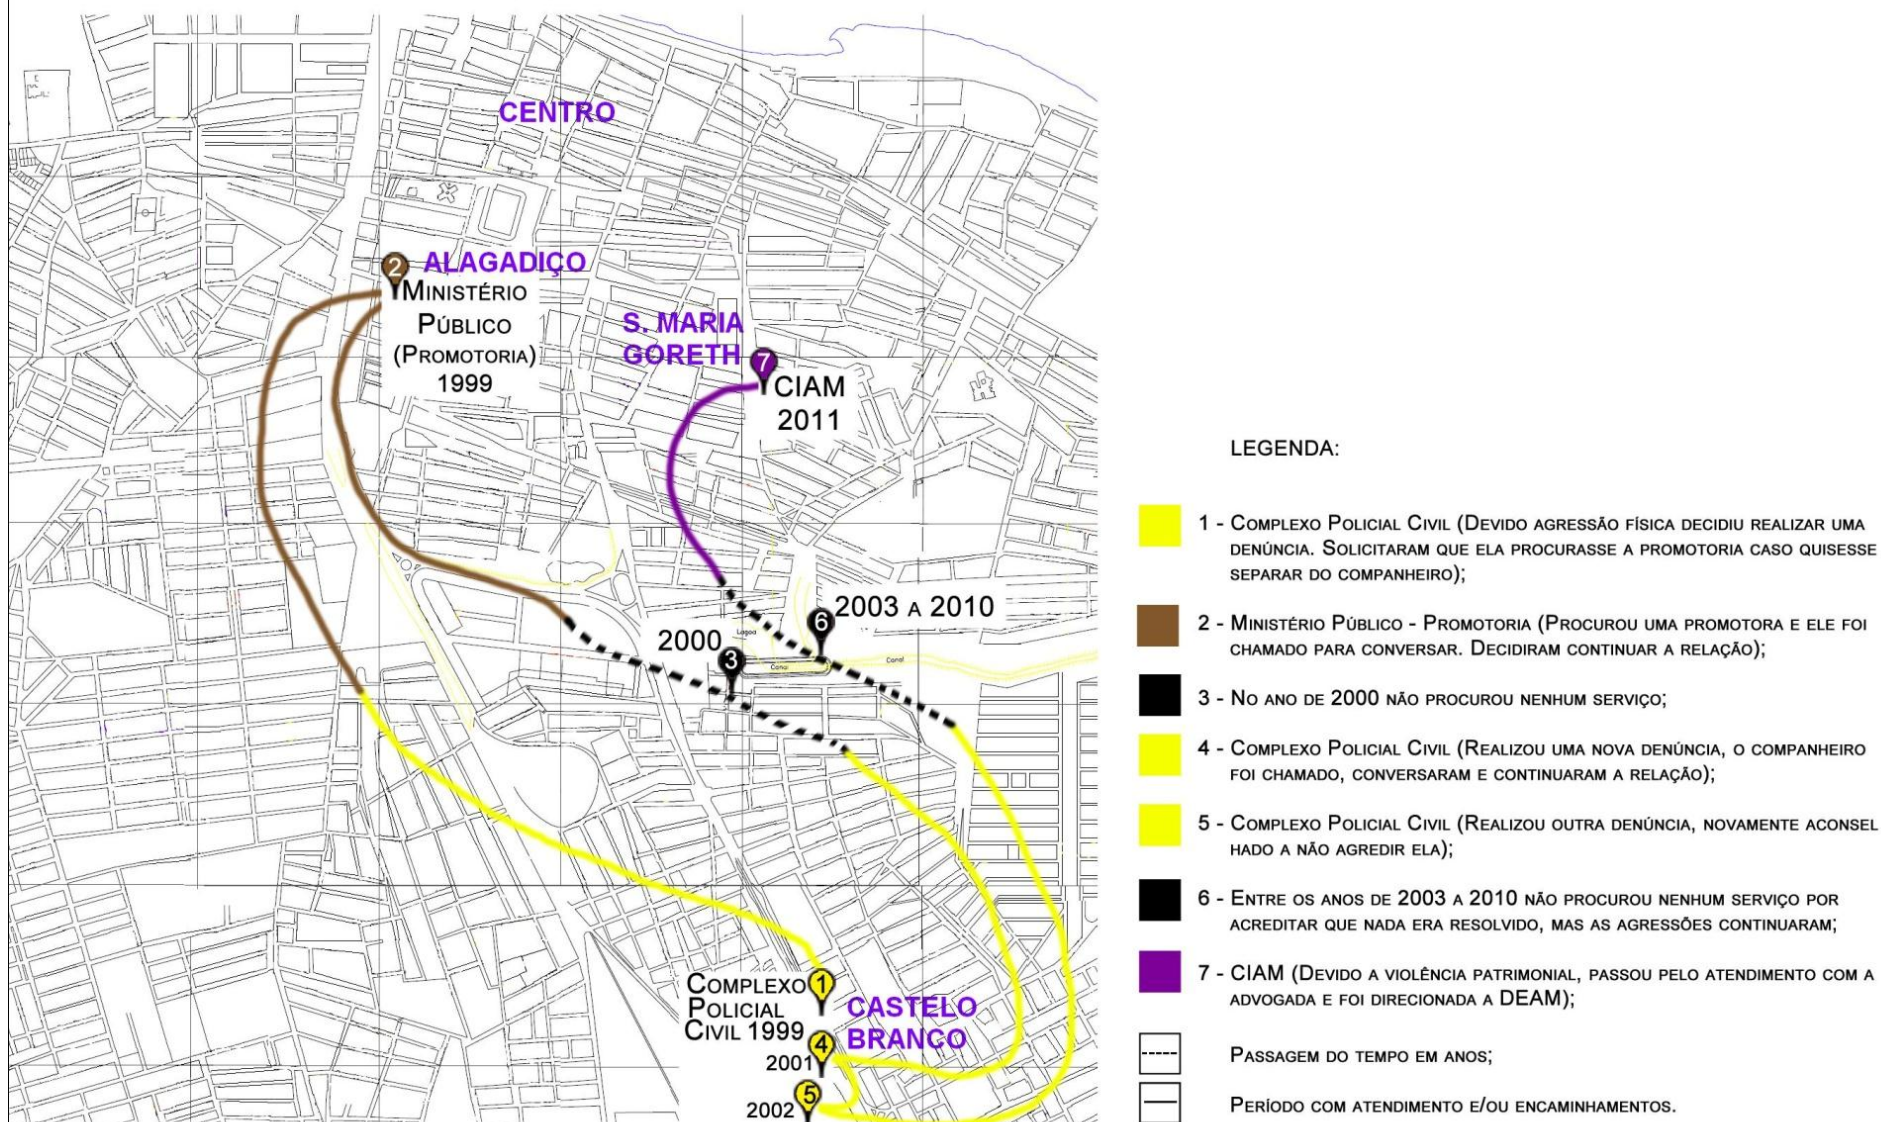 CENTRO
2
ALAGADIÇO
MINISTÉRIO
PÚBLICO
(PROMOTORIA)
1999
S. MARIA
GORETH
7
CIAM
2011
6
2003 A 2010
2000
3
Lagoa
Canal
Canal
COMPLEXO
POLICIAL
CIVIL 1999
1
CASTELO
BRANCO
4
2001
5
2002
LEGENDA:
1 - COMPLEXO POLICIAL CIVIL (DEVIDO AGRESSÃO FÍSICA DECIDIU REALIZAR UMA
DENÚNCIA. SOLICITARAM QUE ELA PROCURASSE A PROMOTORIA CASO QUISESSE
SEPARAR DO COMPANHEIRO);
2 - MINISTÉRIO PÚBLICO - PROMOTORIA (PROCUROU UMA PROMOTORA E ELE FOI
CHAMADO PARA CONVERSAR. DECIDIRAM CONTINUAR A RELAÇÃO);
3 - NO ANO DE 2000 NÃO PROCUROU NENHUM SERVIÇO;
4 - COMPLEXO POLICIAL CIVIL (REALIZOU UMA NOVA DENÚNCIA, O COMPANHEIRO
FOI CHAMADO, CONVERSARAM E CONTINUARAM A RELAÇÃO);
5 - COMPLEXO POLICIAL CIVIL (REALIZOU OUTRA DENÚNCIA, NOVAMENTE ACONSEL
HADO A NÃO AGREDIR ELA);
6 - ENTRE OS ANOS DE 2003 A 2010 NÃO PROCUROU NENHUM SERVIÇO POR
ACREDITAR QUE NADA ERA RESOLVIDO, MAS AS AGRESSÕES CONTINUARAM;
7 - CIAM (DEVIDO A VIOLÊNCIA PATRIMONIAL, PASSOU PELO ATENDIMENTO COM A
ADVOGADA E FOI DIRECIONADA A DEAM);
PASSAGEM DO TEMPO EM ANOS;
PERÍODO COM ATENDIMENTO E/OU ENCAMINHAMENTOS.